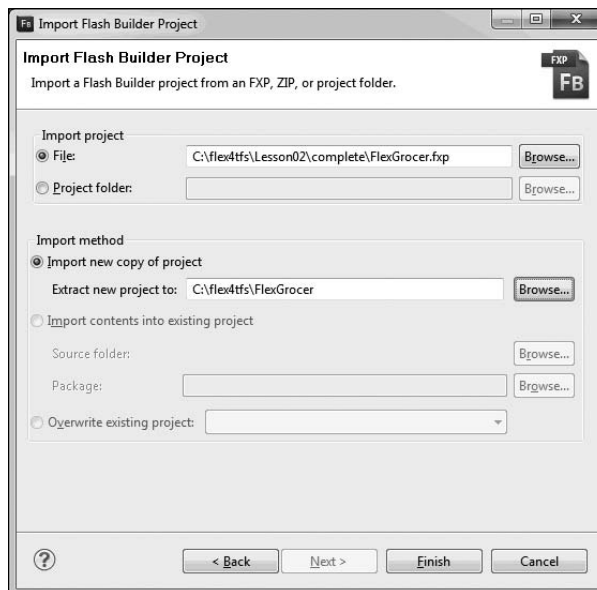 Fb Import Flash Builder Project
Import Flash Builder Project
Import a Flash Builder project from an FXP, ZIP, or project folder.
FXP
FB
Import project
File: C:\flex4tfs\Lesson02\complete\FlexGrocer.fxp Browse...
Project folder: Browse...
Import method
Import new copy of project
Extract new project to: C:\flex4tfs\FlexGrocer Browse...
Import contents into existing project
Source folder: Browse...
Package: Browse...
Overwrite existing project:
? < Back Next > Finish Cancel